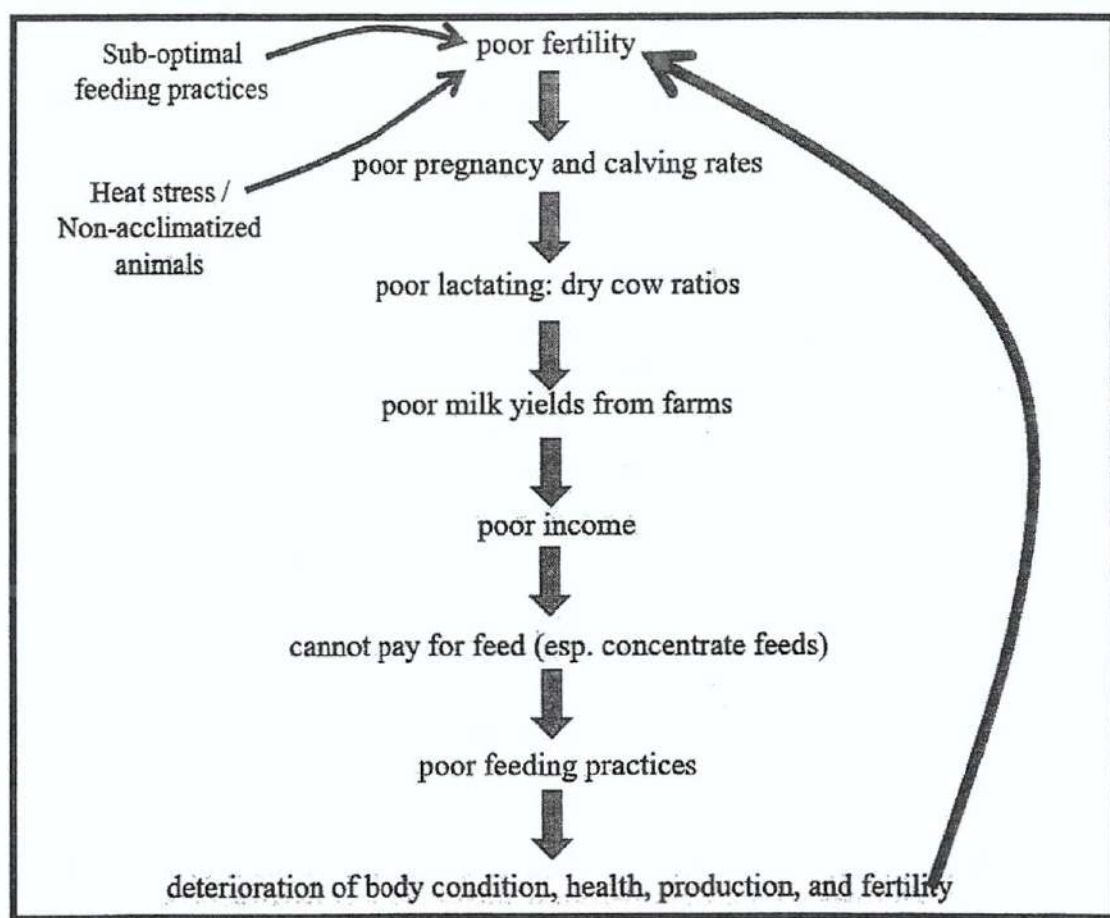 Sub-optimal
feeding practices
poor fertility
poor pregnancy and calving rates
Heat stress /
Non-acclimatized
animals
poor lactating: dry cow ratios
poor milk yields from farms
poor income
cannot pay for feed (esp. concentrate feeds)
poor feeding practices
deterioration of body condition, health, production, and fertility